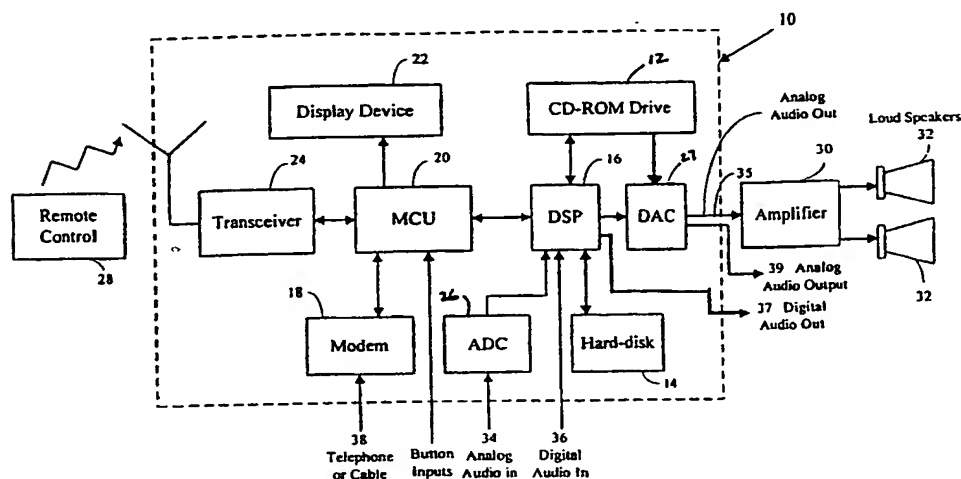 10
22
12
Display Device
CD-ROM Drive
Analog
Audio Out
Loud Speakers
32
24
20
16
27
35
30
Remote
Control
28
Transceiver
MCU
DSP
DAC
Amplifier
32
39 Analog
Audio Output
37 Digital
Audio Out
18
26
Modem
ADC
Hard-disk
14
38
Telephone
or Cable
Button
Inputs
34
Analog
Audio in
36
Digital
Audio In